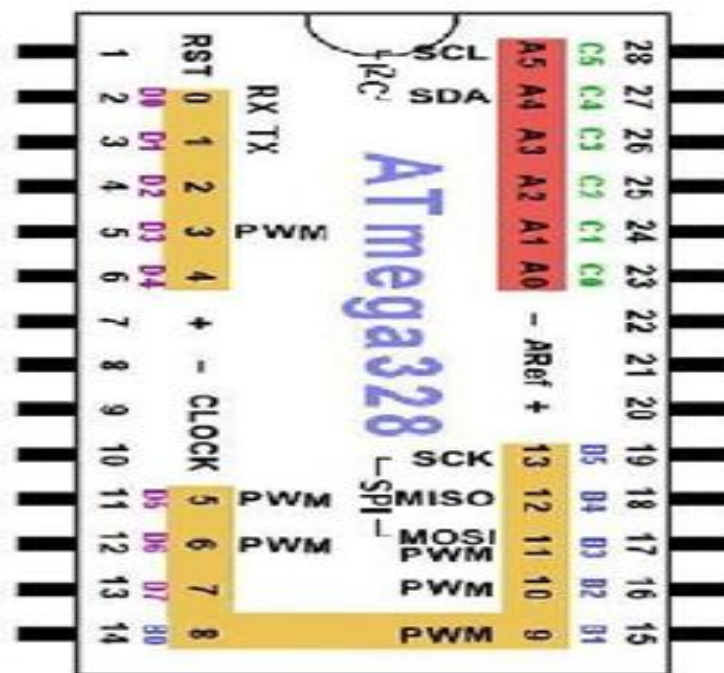 1 RST SCL A5 C5 28
2 D0 0 RX I2C SDA A4 C4 27
3 D1 1 TX A3 C3 26
4 D2 2 A2 C2 25
5 D3 3 PWM A1 C1 24
6 D4 4 A0 C0 23
7 + - 22
8 - ARef 21
9 CLOCK + 20
10 SCK 13 B5 19
11 D5 5 PWM SPI MISO 12 B4 18
12 D6 6 PWM MOSI PWM 11 B3 17
13 D7 7 PWM 10 B2 16
14 B0 8 PWM 9 B1 15
ATmega328